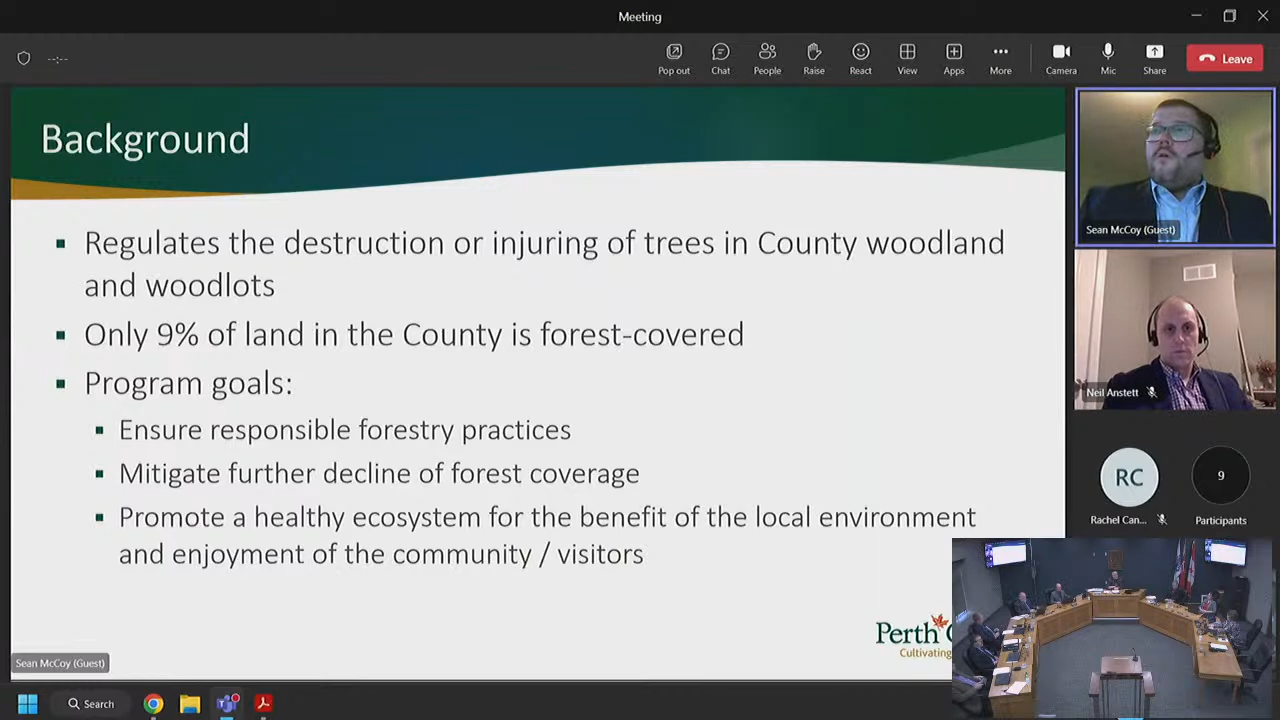 Meeting
--:--
Pop out
Chat
People
Raise
React
View
Apps
More
Camera
Mic
Share
Leave
Background
Regulates the destruction or injuring of trees in County woodland
and woodlots
Only 9% of land in the County is forest-covered
Program goals:
Ensure responsible forestry practices
Mitigate further decline of forest coverage
Promote a healthy ecosystem for the benefit of the local environment
and enjoyment of the community / visitors
Perth C
Cultivating
Sean McCoy (Guest)
Sean McCoy (Guest)
Neil Anstett
RC
Rachel Can...
9
Participants
Search